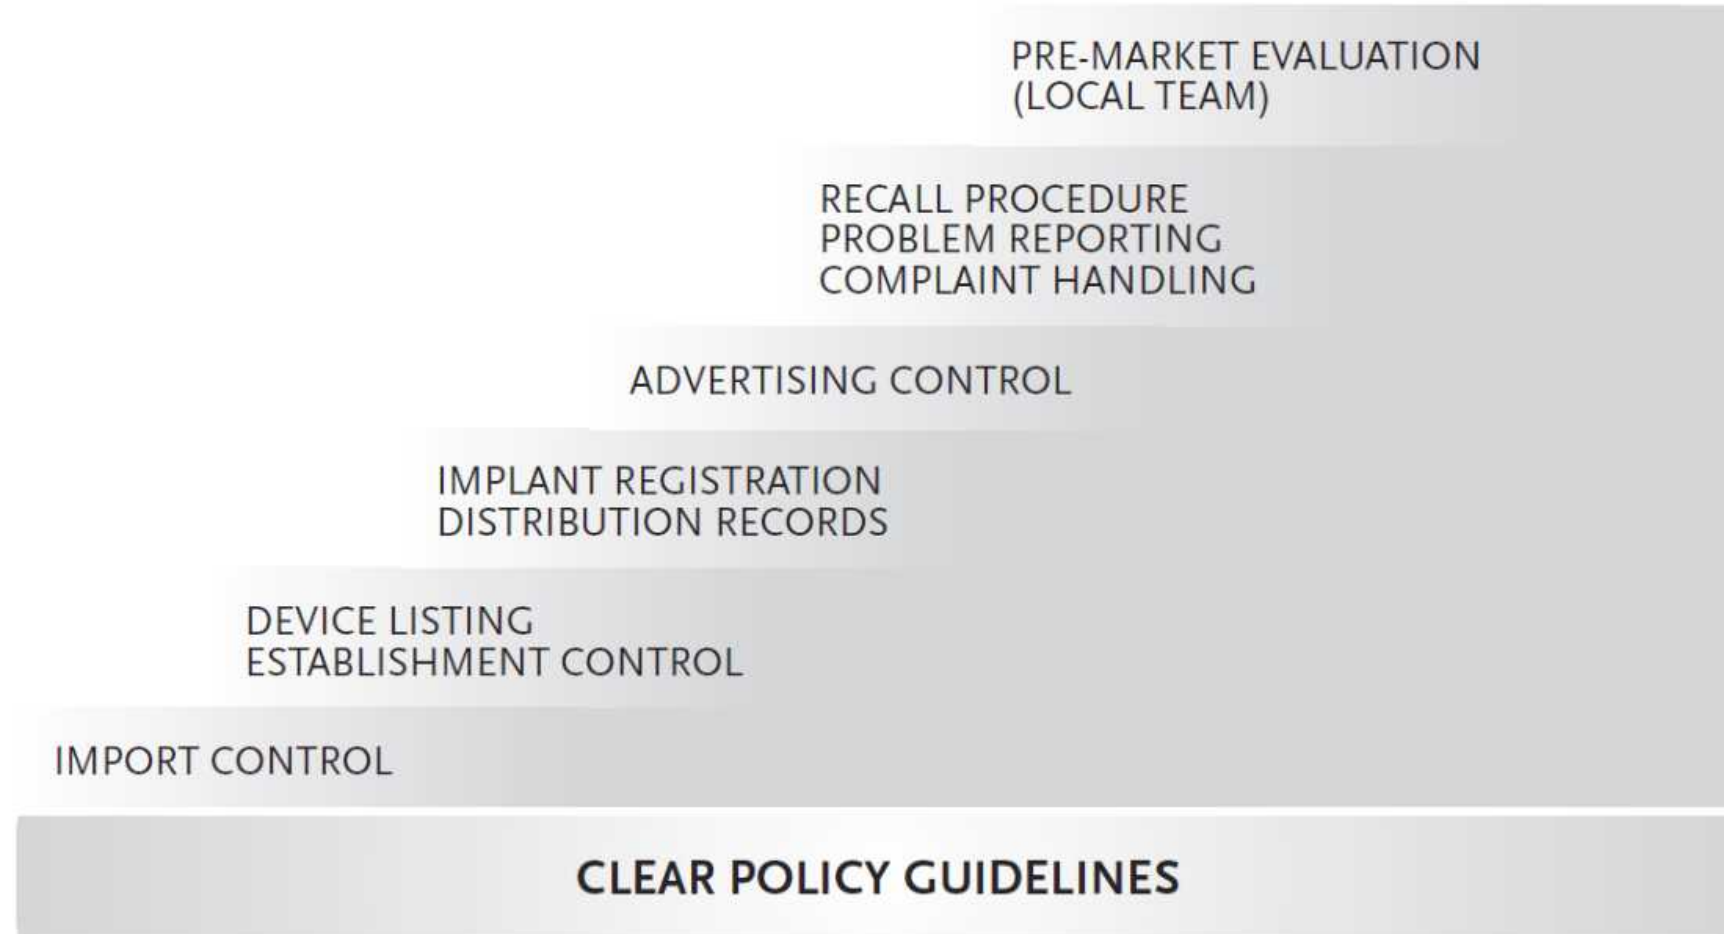 PRE-MARKET EVALUATION
(LOCAL TEAM)
RECALL PROCEDURE
PROBLEM REPORTING
COMPLAINT HANDLING
ADVERTISING CONTROL
IMPLANT REGISTRATION
DISTRIBUTION RECORDS
DEVICE LISTING
ESTABLISHMENT CONTROL
IMPORT CONTROL
CLEAR POLICY GUIDELINES